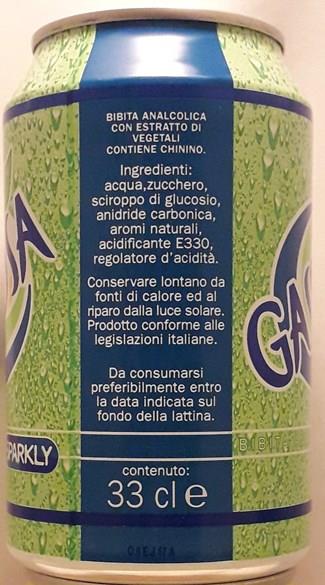 BIBITA ANALCOLICA
CON ESTRATTO DI
VEGETALI
CONTIENE CHININO.
Ingredienti:
acqua,zucchero,
sciroppo di glucosio,
anidride carbonica,
aromi naturali,
acidificante E330,
regolatore d'acidità.
Conservare lontano da
fonti di calore ed al
riparo dalla luce solare.
Prodotto conforme alle
legislazioni italiane.
Da consumarsi
preferibilmente entro
la data indicata sul
fondo della lattina.
SPARKLY
BIBIT
contenuto:
33 cl e